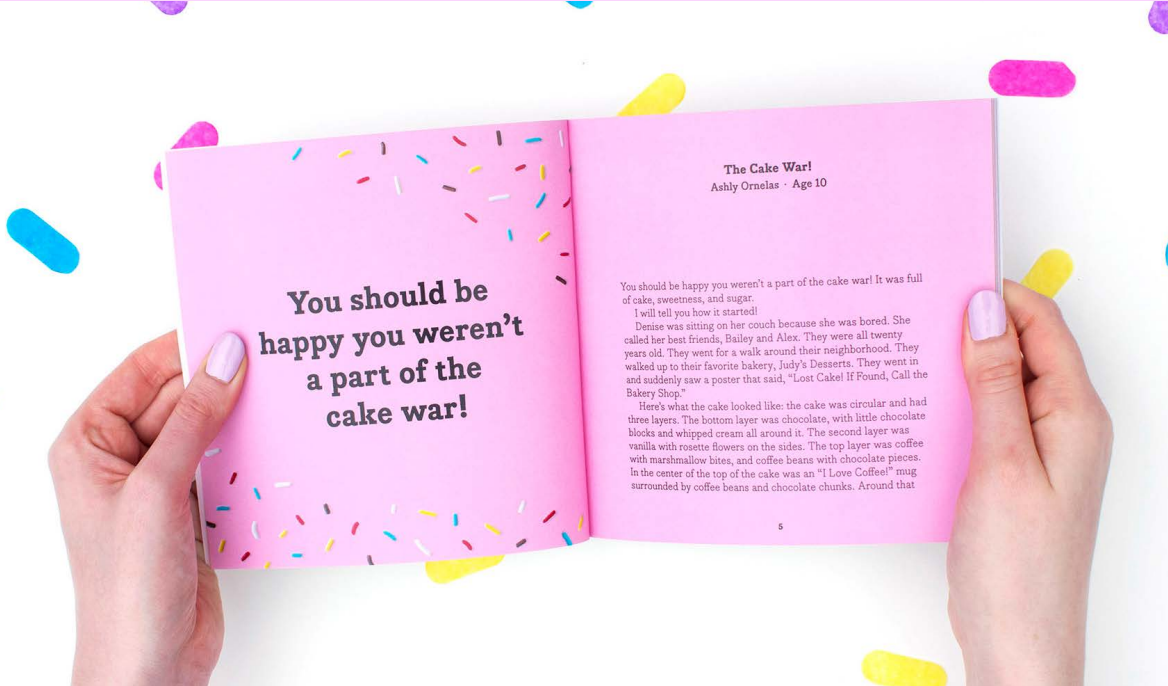 You should be
happy you weren't
a part of the
cake war!
The Cake War!
Ashly Ornelas · Age 10
You should be happy you weren't a part of the cake war! It was full
of cake, sweetness, and sugar.
I will tell you how it started!
Denise was sitting on her couch because she was bored. She
called her best friends, Bailey and Alex. They were all twenty
years old. They went for a walk around their neighborhood. They
walked up to their favorite bakery, Judy's Desserts. They went in
and suddenly saw a poster that said, “Lost Cake! If Found, Call the
Bakery Shop.”
Here's what the cake looked like: the cake was circular and had
three layers. The bottom layer was chocolate, with little chocolate
blocks and whipped cream all around it. The second layer was
vanilla with rosette flowers on the sides. The top layer was coffee
with marshmallow bites, and coffee beans with chocolate pieces.
In the center of the top of the cake was an “I Love Coffee!” mug
surrounded by coffee beans and chocolate chunks. Around that
5